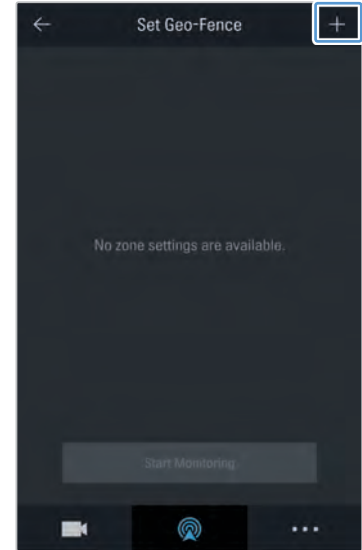 Set Geo-Fence
No zone settings are available.
Start Monitoring